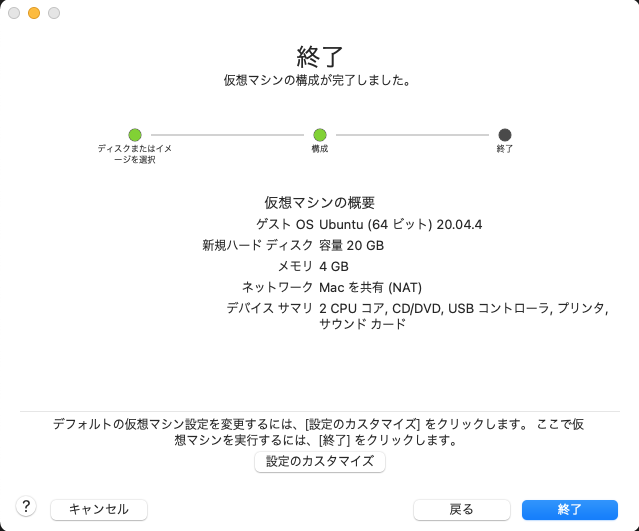 終了
仮想マシンの構成が完了しました。
ディスクまたはイメ
ージを選択
構成
終了
仮想マシンの概要
ゲスト OS Ubuntu (64 ビット) 20.04.4
新規ハード ディスク 容量 20 GB
メモリ 4 GB
ネットワーク Mac を共有 (NAT)
デバイス サマリ 2 CPU コア, CD/DVD, USB コントローラ, プリンタ,
サウンド カード
デフォルトの仮想マシン設定を変更するには、[設定のカスタマイズ] をクリックします。 ここで仮
想マシンを実行するには、[終了] をクリックします。
設定のカスタマイズ
? キャンセル 戻る 終了